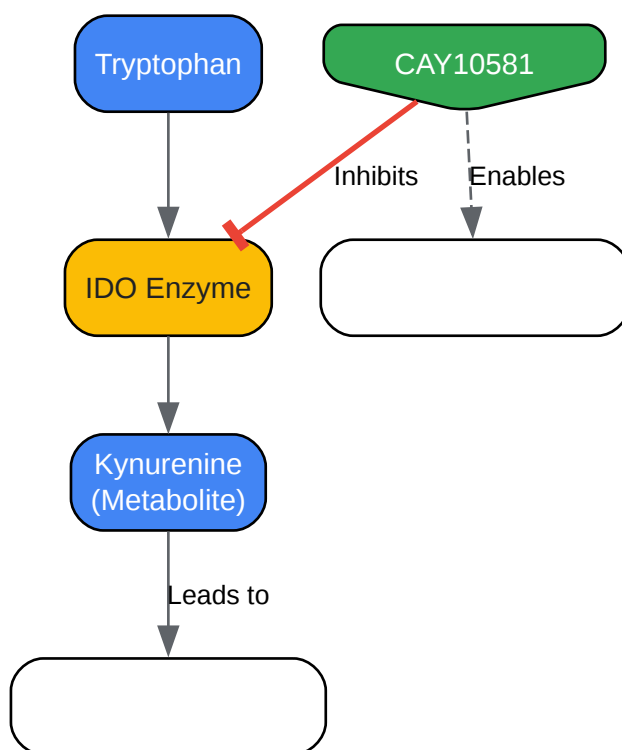 Tryptophan
CAY10581
Inhibits
Enables
IDO Enzyme
Kynurenine
(Metabolite)
Leads to